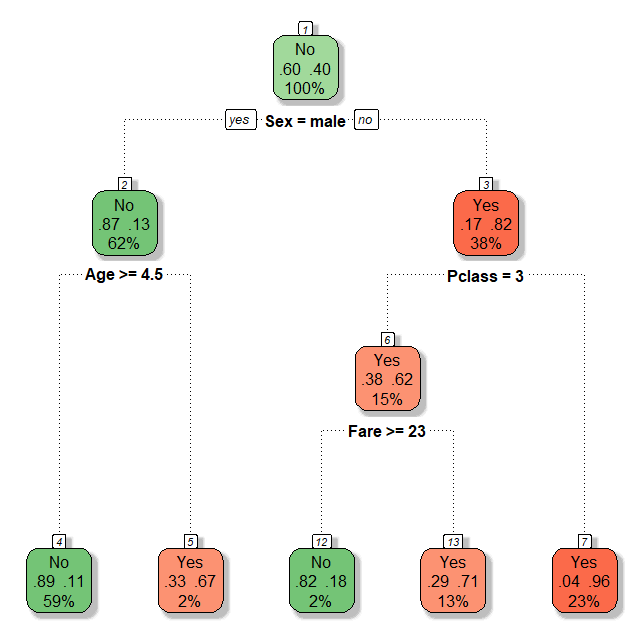 1
No
.60 .40
100%
yes Sex = male no
2
No
.87 .13
62%
3
Yes
.17 .82
38%
Age >= 4.5
Pclass = 3
6
Yes
.38 .62
15%
Fare >= 23
4
No
.89 .11
59%
5
Yes
.33 .67
2%
12
No
.82 .18
2%
13
Yes
.29 .71
13%
7
Yes
.04 .96
23%